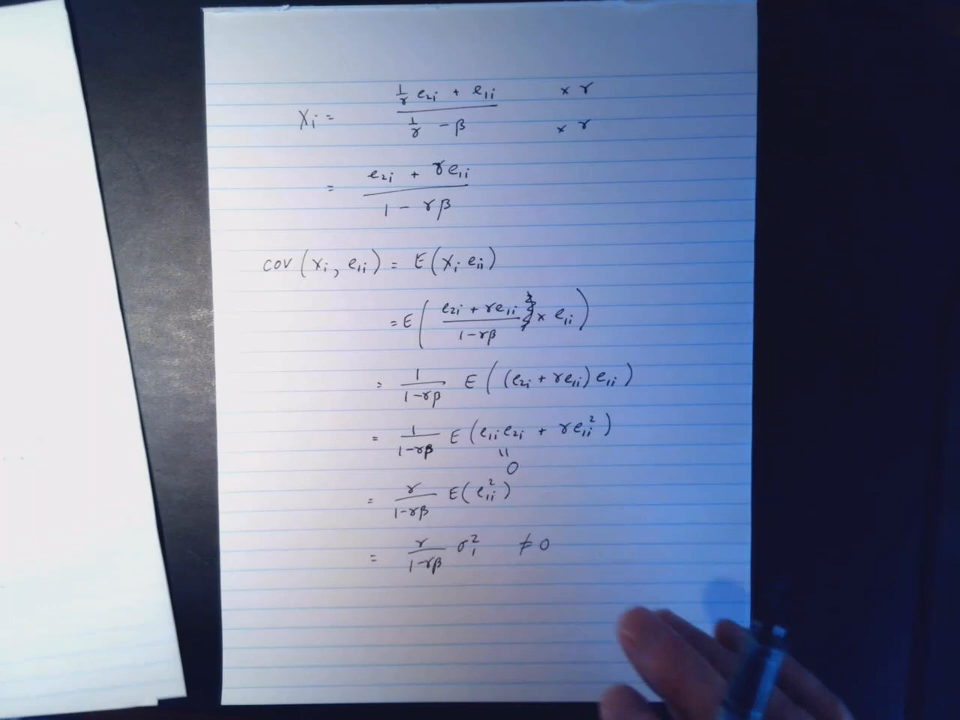 Xi = (1/γ e2i + e1i) / (1/γ - β) × γ × γ
= (e2i + γe1i) / (1 - γβ)
cov(Xi, e1i) = E(Xi e1i)
= E( (e2i + γe1i) / (1-γβ) × e1i )
= 1/(1-γβ) E( (e2i + γe1i) e1i )
= 1/(1-γβ) E(e1i e2i + γe1i²)
"
0
= γ/(1-γβ) E(e1i²)
= γ/(1-γβ) σ1² ≠ 0